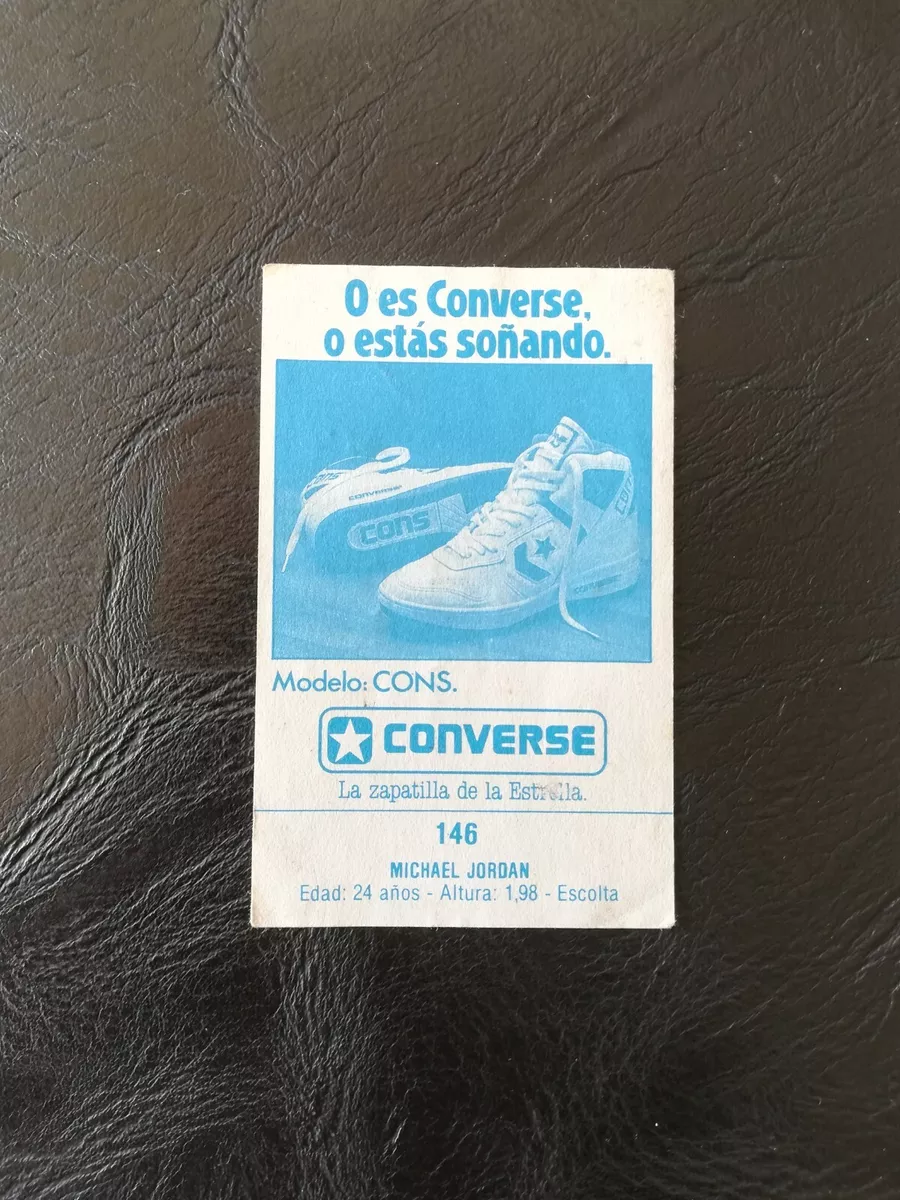 O es Converse,
o estás soñando.
cons
CONVERSE
cons
Modelo: CONS.
CONVERSE
La zapatilla de la Estrella.
146
MICHAEL JORDAN
Edad: 24 años - Altura: 1,98 - Escolta